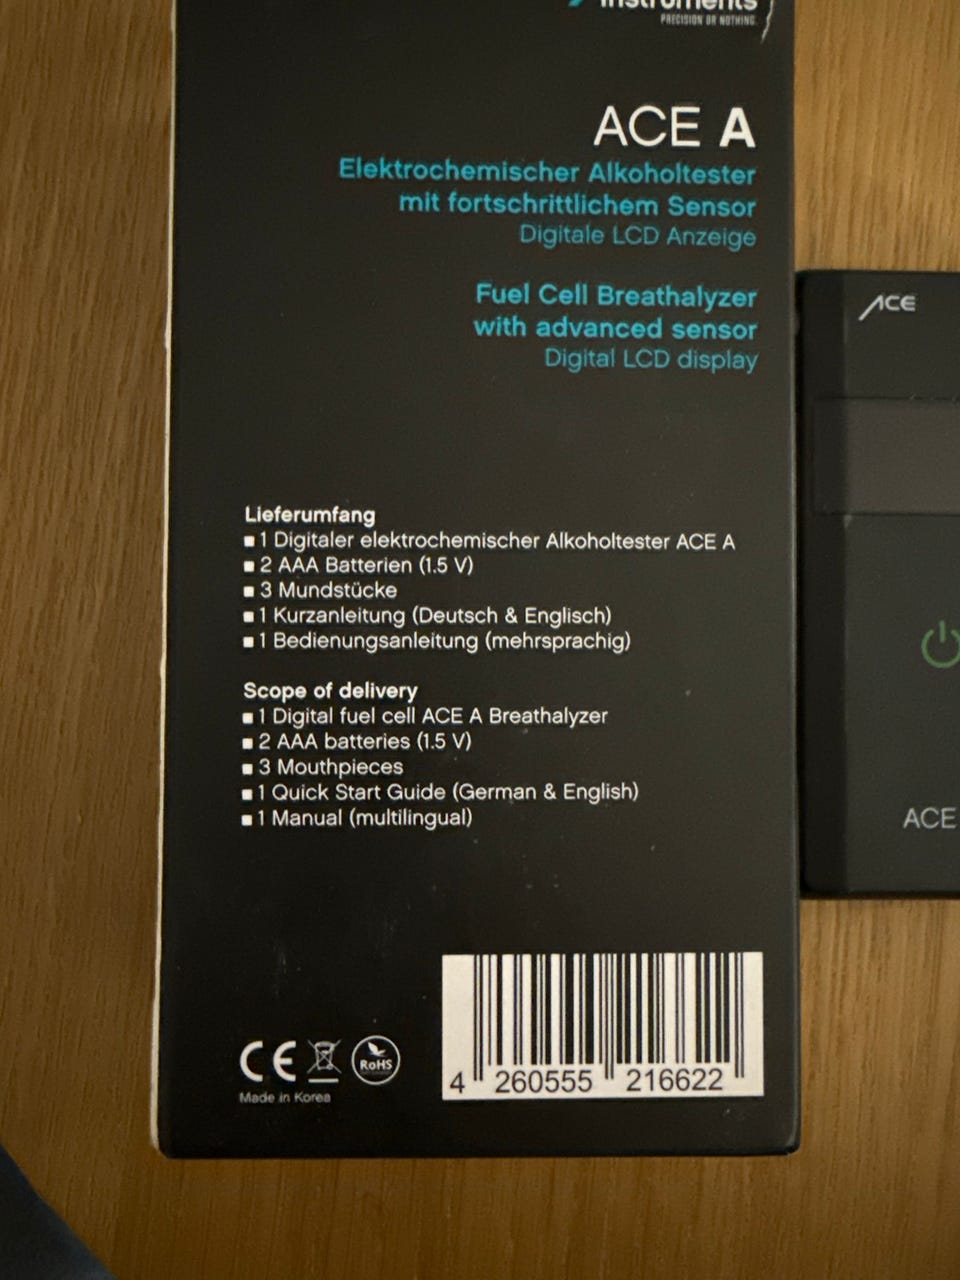 Instruments
PRECISION OR NOTHING.
ACE A
Elektrochemischer Alkoholtester
mit fortschrittlichem Sensor
Digitale LCD Anzeige
Fuel Cell Breathalyzer
with advanced sensor
Digital LCD display
Lieferumfang
■ 1 Digitaler elektrochemischer Alkoholtester ACE A
■ 2 AAA Batterien (1.5 V)
■ 3 Mundstücke
■ 1 Kurzanleitung (Deutsch & Englisch)
■ 1 Bedienungsanleitung (mehrsprachig)
Scope of delivery
■ 1 Digital fuel cell ACE A Breathalyzer
■ 2 AAA batteries (1.5 V)
■ 3 Mouthpieces
■ 1 Quick Start Guide (German & English)
■ 1 Manual (multilingual)
CE RoHS
Made in Korea
4 260555 216622
ACE
ACE